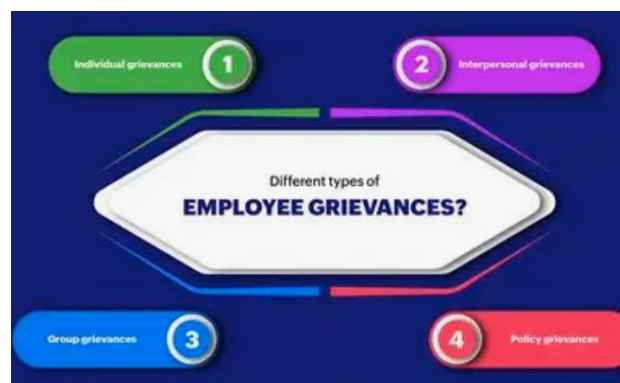 Individual grievances 1
2 Interpersonal grievances
Different types of
EMPLOYEE GRIEVANCES?
Group grievances 3
4 Policy grievances